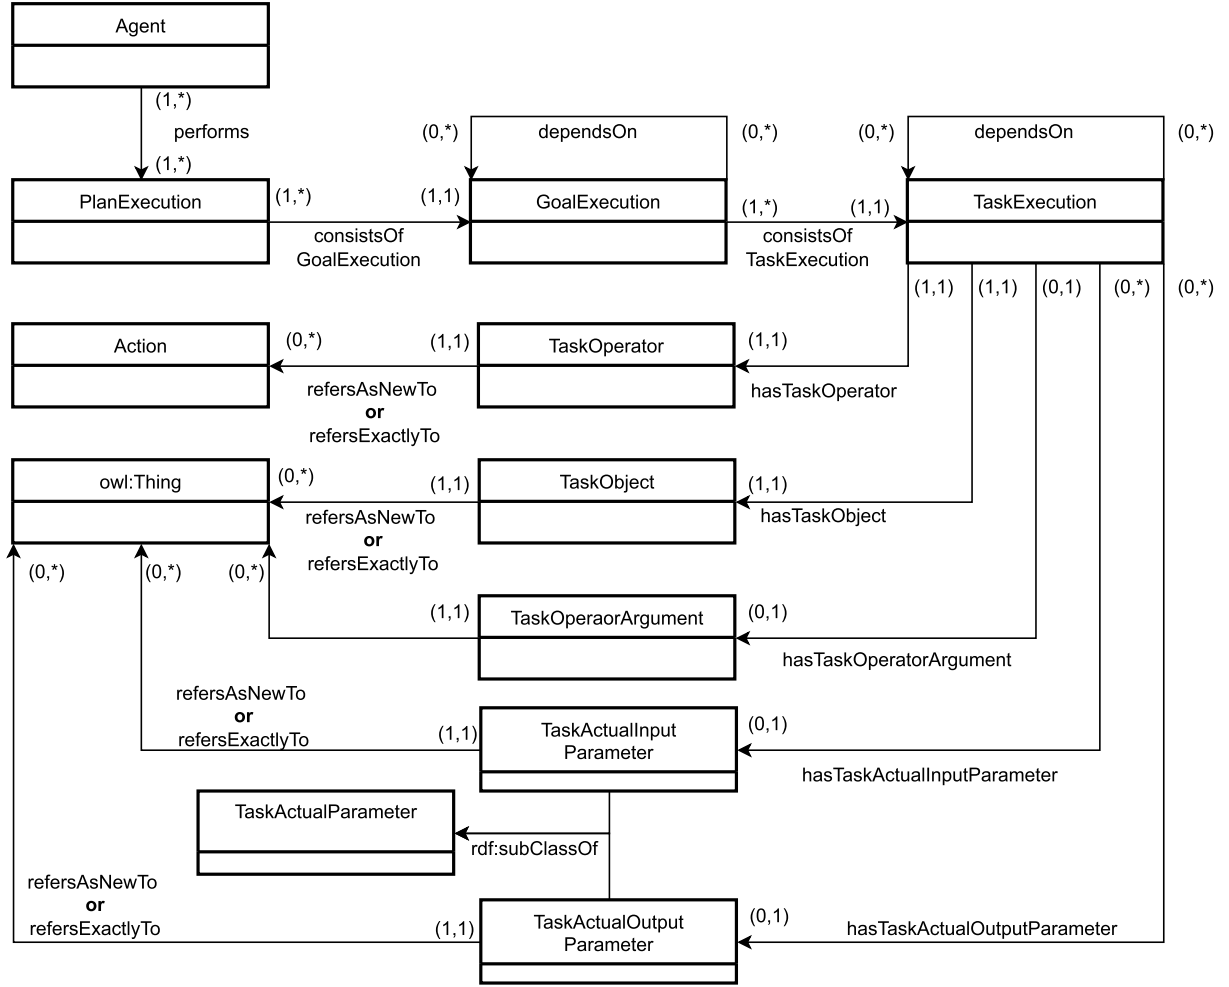 Agent
(1,*)
performs
(1,*)
(0,*)
dependsOn
(0,*)
(0,*)
dependsOn
(0,*)
PlanExecution
(1,*)
(1,1)
GoalExecution
(1,*)
(1,1)
TaskExecution
consistsOf
GoalExecution
consistsOf
TaskExecution
(1,1)
(1,1)
(0,1)
(0,*)
(0,*)
Action
(0,*)
(1,1)
TaskOperator
(1,1)
refersAsNewTo
or
refersExactlyTo
hasTaskOperator
owl:Thing
(0,*)
(1,1)
TaskObject
(1,1)
refersAsNewTo
or
refersExactlyTo
hasTaskObject
(0,*)
(0,*)
(0,*)
(1,1)
TaskOperaorArgument
(0,1)
hasTaskOperatorArgument
refersAsNewTo
or
refersExactlyTo
(1,1)
TaskActualInput
Parameter
(0,1)
hasTaskActualInputParameter
TaskActualParameter
rdf:subClassOf
refersAsNewTo
or
refersExactlyTo
(1,1)
TaskActualOutput
Parameter
(0,1)
hasTaskActualOutputParameter